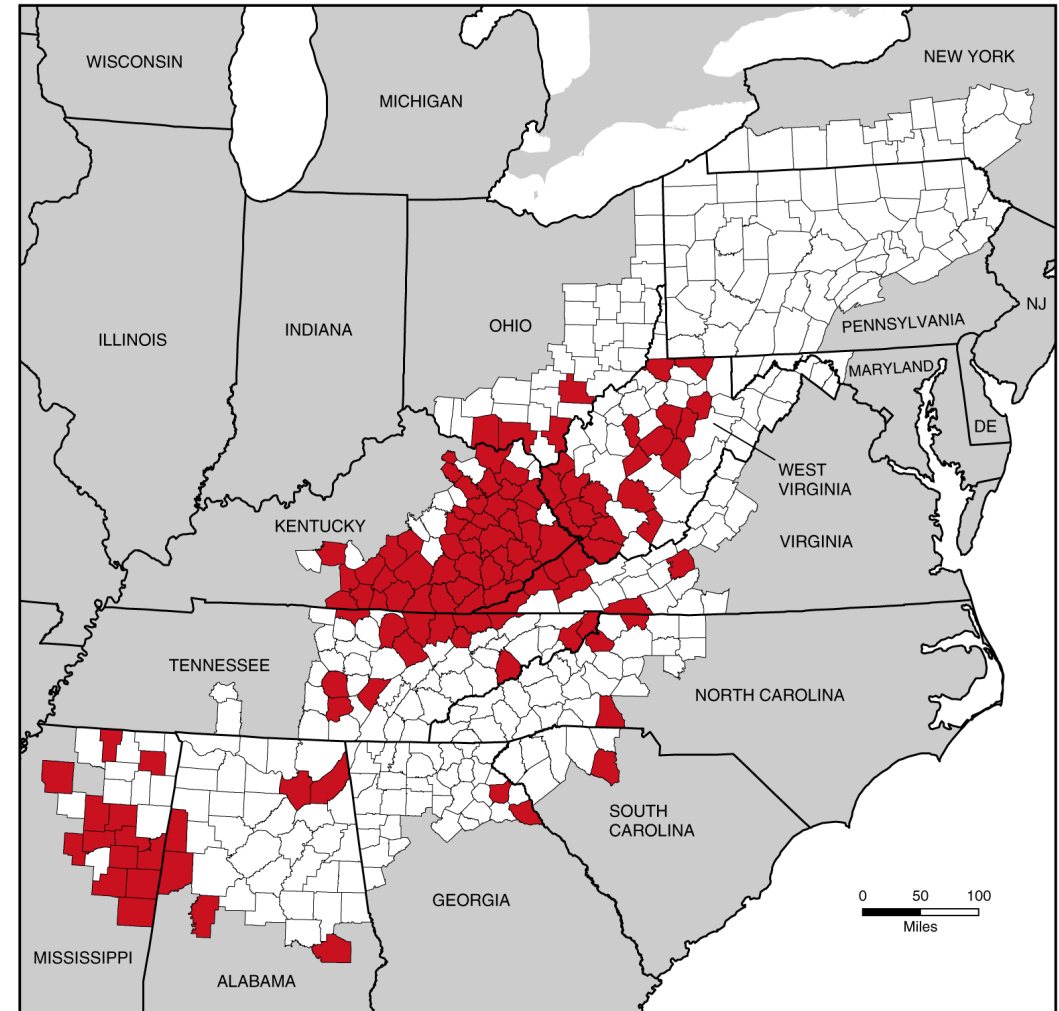 WISCONSIN
MICHIGAN
NEW YORK
ILLINOIS
INDIANA
OHIO
PENNSYLVANIA
NJ
MARYLAND
DE
WEST
VIRGINIA
KENTUCKY
VIRGINIA
TENNESSEE
NORTH CAROLINA
SOUTH
CAROLINA
GEORGIA
0 50 100
Miles
MISSISSIPPI
ALABAMA